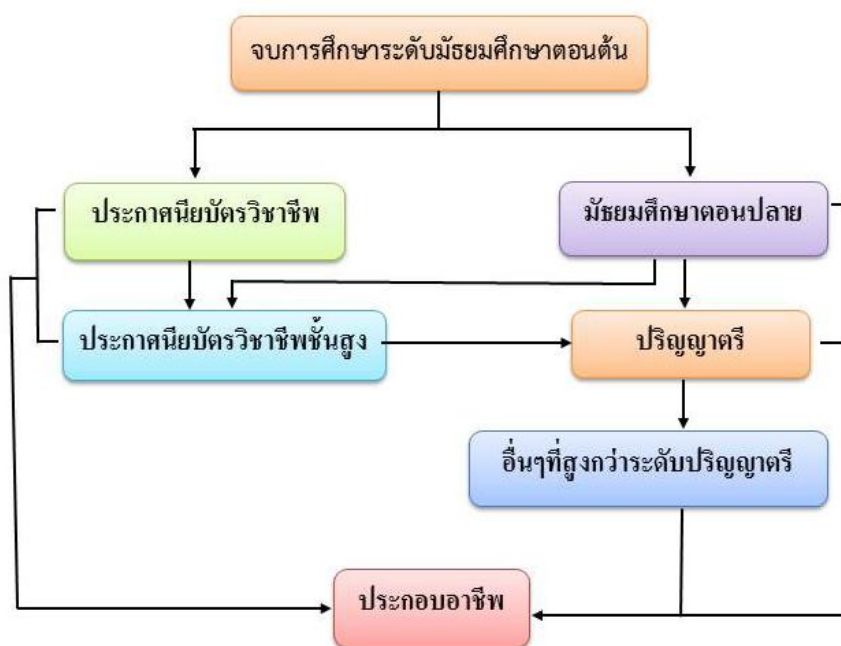 จบการศึกษาระดับมัธยมศึกษาตอนต้น
ประกาศนียบัตรวิชาชีพ
มัธยมศึกษาตอนปลาย
ประกาศนียบัตรวิชาชีพชั้นสูง
ปริญญาตรี
อื่นๆที่สูงกว่าระดับปริญญาตรี
ประกอบอาชีพ